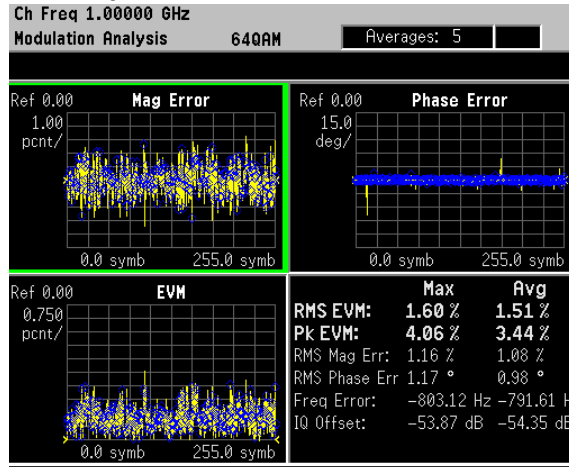 Ch Freq 1.00000 GHz
Modulation Analysis 64QAM Averages: 5
Ref 0.00 Mag Error
1.00
pcnt/
0.0 symb 255.0 symb
Ref 0.00 Phase Error
15.0
deg/
0.0 symb 255.0 symb
Ref 0.00 EVM
0.750
pcnt/
0.0 symb 255.0 symb
Max Avg
RMS EVM: 1.60 % 1.51 %
Pk EVM: 4.06 % 3.44 %
RMS Mag Err: 1.16 % 1.08 %
RMS Phase Err 1.17 ° 0.98 °
Freq Error: -803.12 Hz -791.61 H
IQ Offset: -53.87 dB -54.35 dB